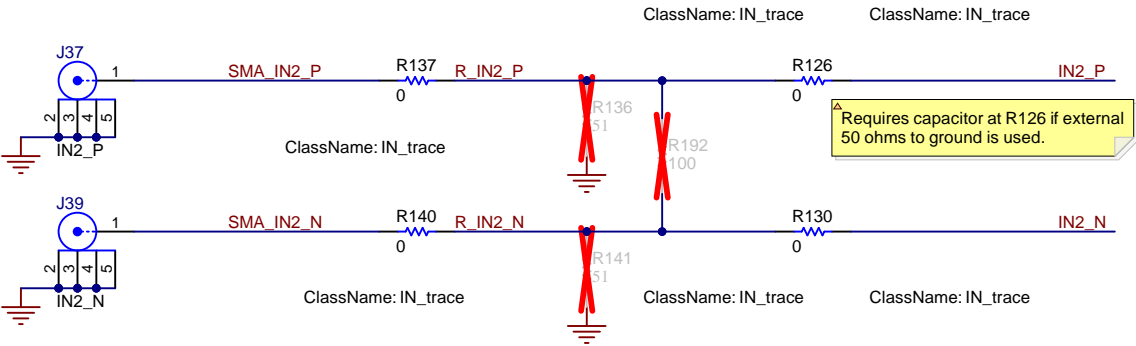 ClassName: IN_trace
ClassName: IN_trace
J37
1
SMA_IN2_P
R137
0
R_IN2_P
R126
0
IN2_P
2
3
4
5
IN2_P
R136
51
R192
100
Requires capacitor at R126 if external
50 ohms to ground is used.
ClassName: IN_trace
J39
1
SMA_IN2_N
R140
0
R_IN2_N
R130
0
IN2_N
2
3
4
5
IN2_N
R141
51
ClassName: IN_trace
ClassName: IN_trace
ClassName: IN_trace